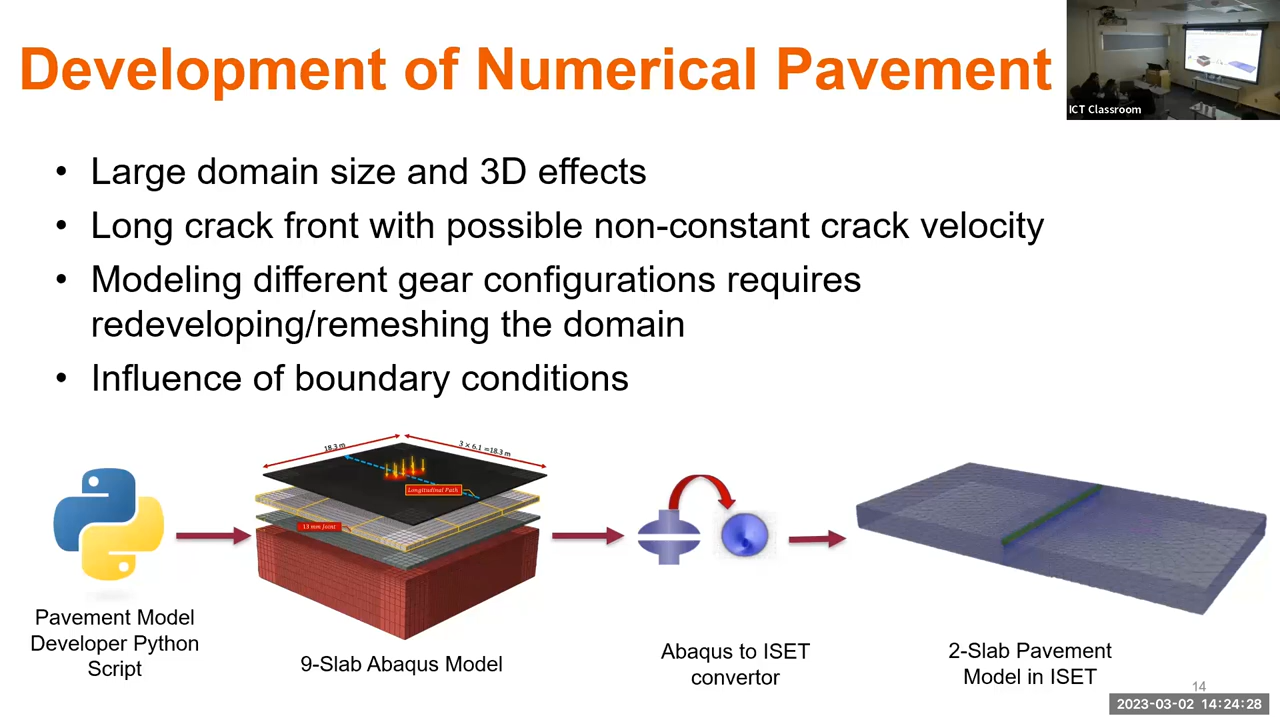 Development of Numerical Pavement
ICT Classroom
• Large domain size and 3D effects
• Long crack front with possible non-constant crack velocity
• Modeling different gear configurations requires
redeveloping/remeshing the domain
• Influence of boundary conditions
18.3 m
3 × 6.1 =18.3 m
Longitudinal Path
13 mm Joint
Pavement Model
Developer Python
Script
9-Slab Abaqus Model
Abaqus to ISET
convertor
2-Slab Pavement
Model in ISET
14
2023-03-02 14:24:28